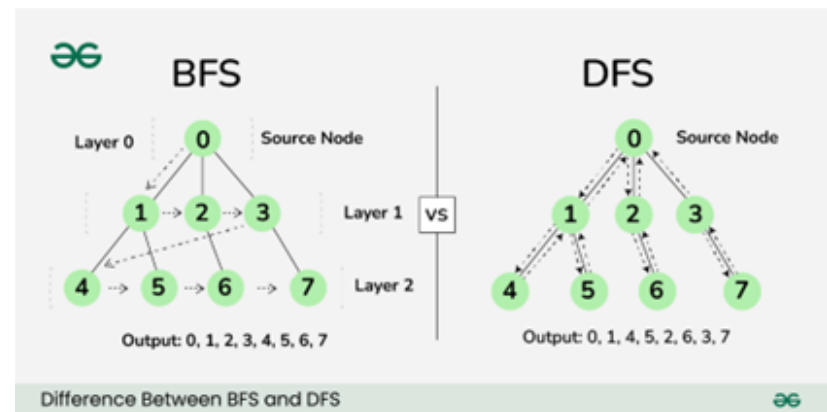 BFS
Layer 0
0
Source Node
1
2
3
Layer 1
4
5
6
7
Layer 2
Output: 0, 1, 2, 3, 4, 5, 6, 7
vs
DFS
0
Source Node
1
2
3
4
5
6
7
Output: 0, 1, 4, 5, 2, 6, 3, 7
Difference Between BFS and DFS